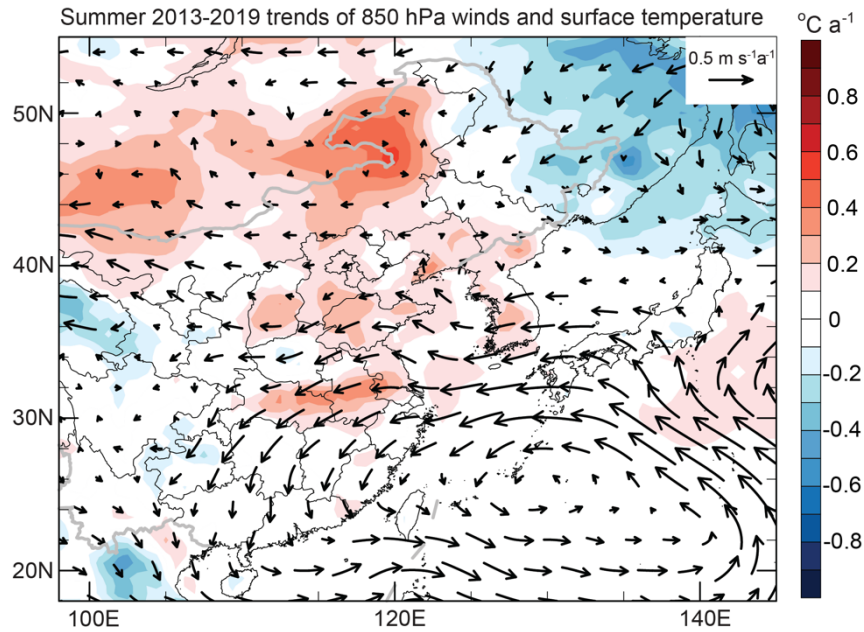 Summer 2013-2019 trends of 850 hPa winds and surface temperature
°C a⁻¹
0.5 m s⁻¹a⁻¹
50N
40N
30N
20N
100E
120E
140E
0.8
0.6
0.4
0.2
0
-0.2
-0.4
-0.6
-0.8